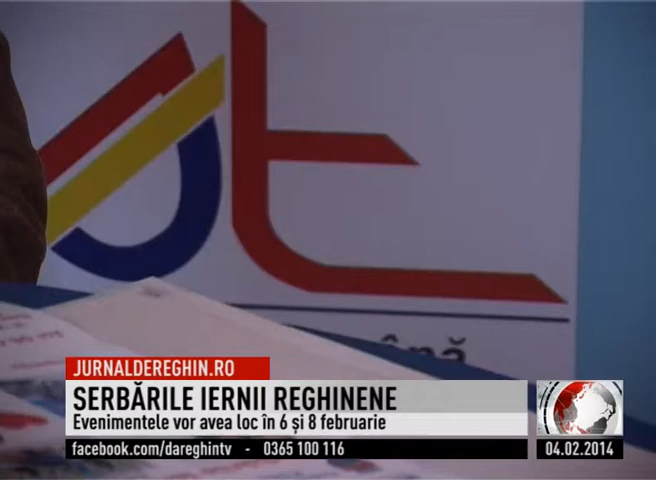 JURNALDEREGHIN.RO
SERBĂRILE IERNII REGHINENE
Evenimentele vor avea loc în 6 și 8 februarie
facebook.com/dareghintv - 0365 100 116
04.02.2014